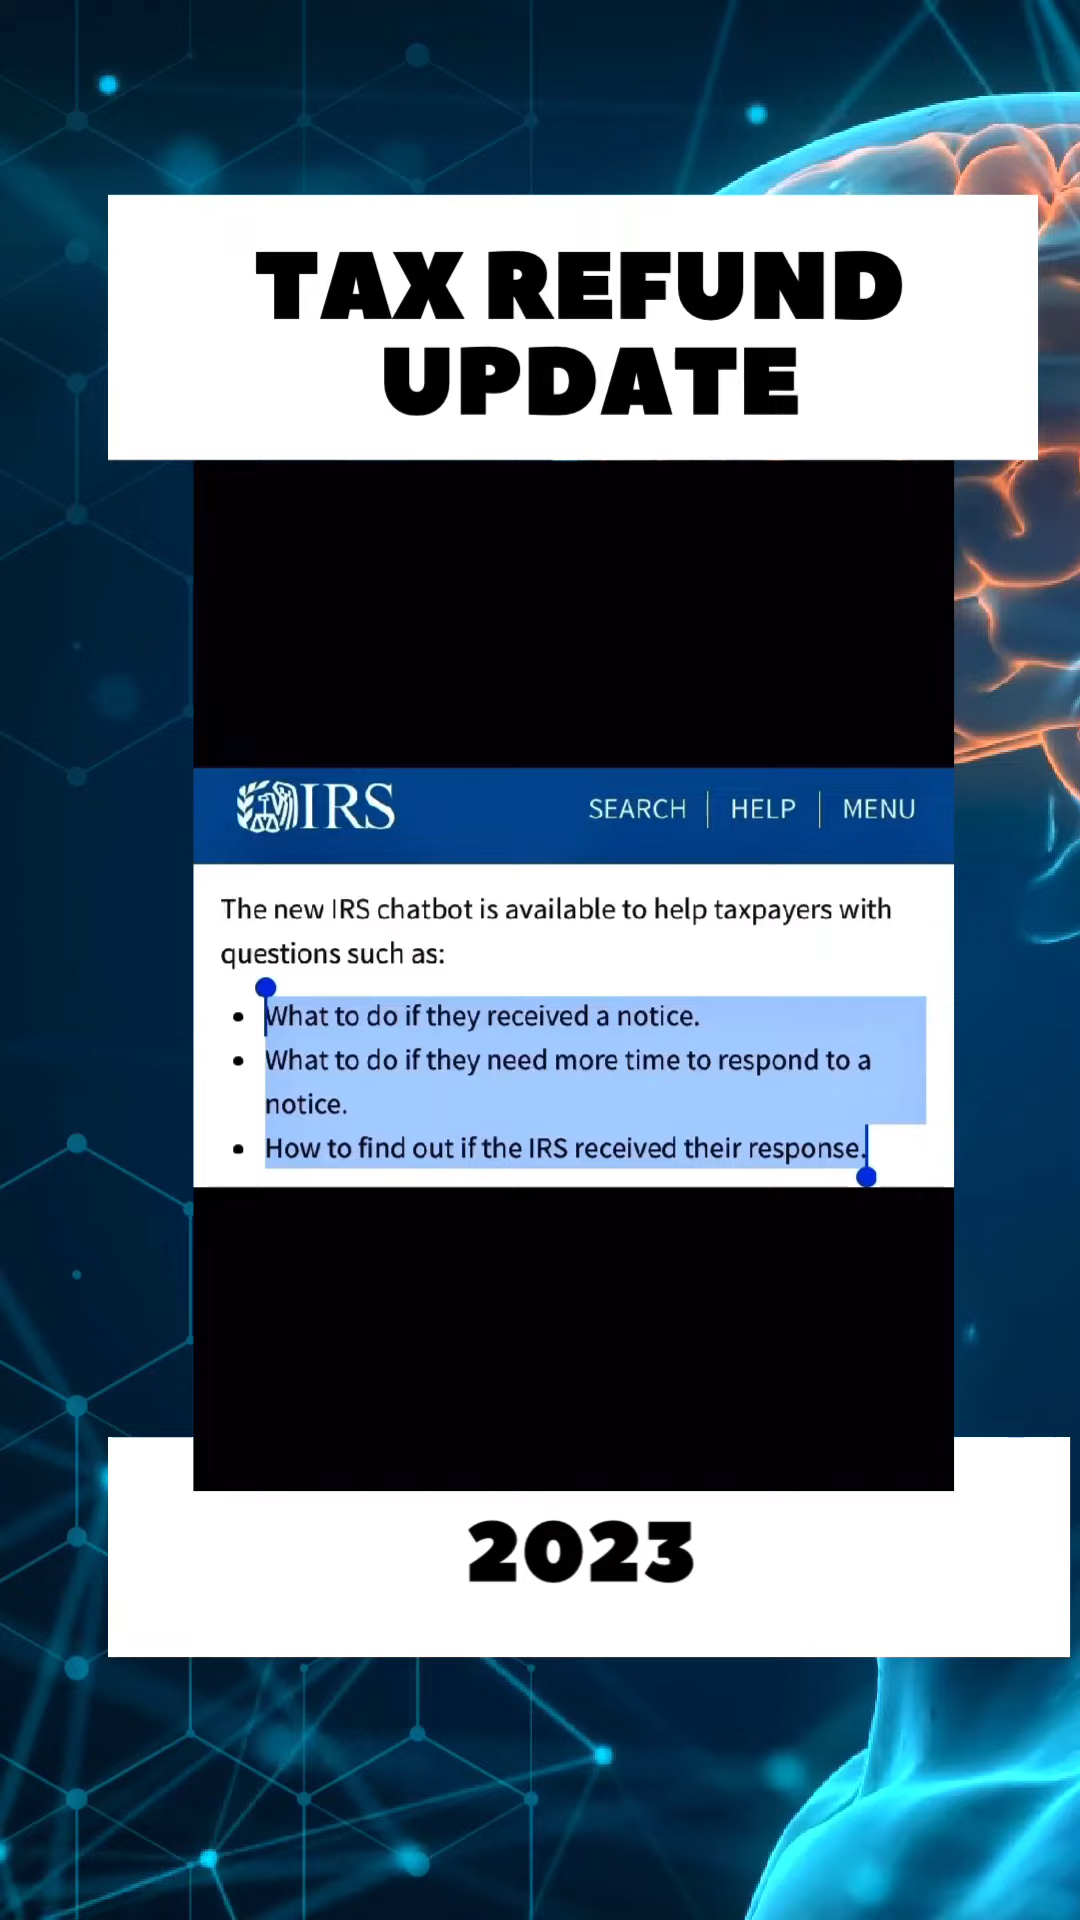 TAX REFUND
UPDATE
IRS
SEARCH | HELP | MENU
The new IRS chatbot is available to help taxpayers with
questions such as:
• What to do if they received a notice.
• What to do if they need more time to respond to a
notice.
• How to find out if the IRS received their response.
2023